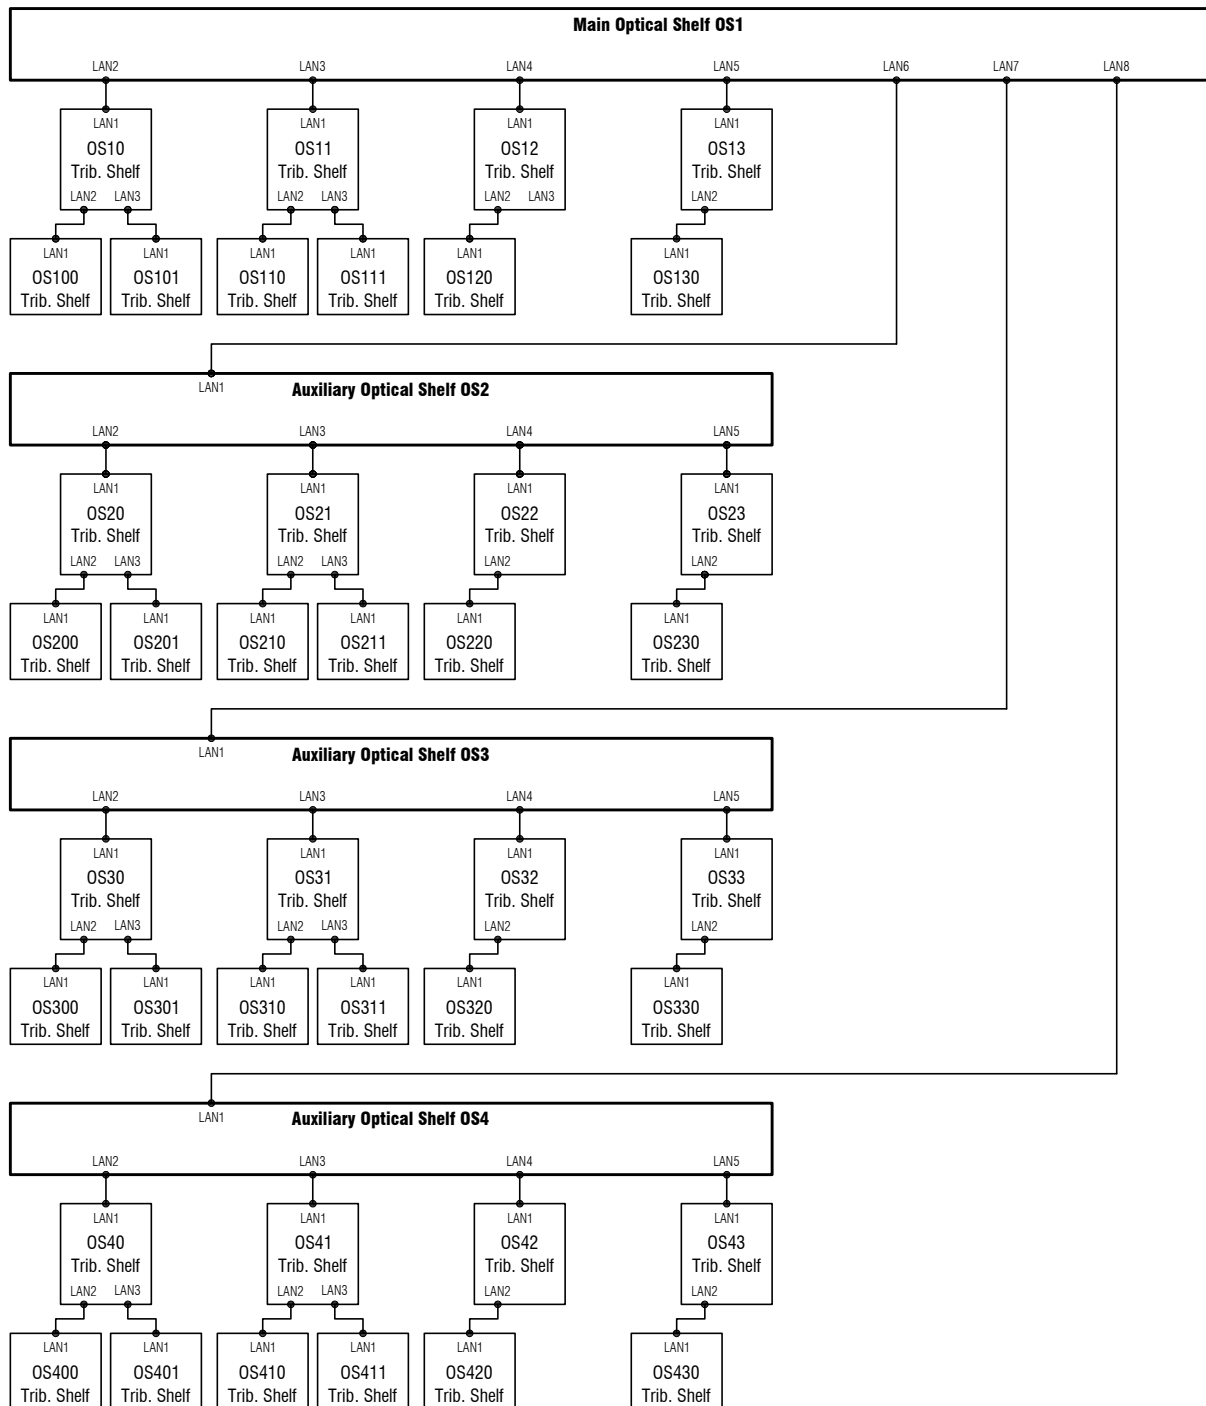 Main Optical Shelf OS1
LAN2 LAN3 LAN4 LAN5 LAN6 LAN7 LAN8
LAN1 LAN1 LAN1 LAN1
OS10 OS11 OS12 OS13
Trib. Shelf Trib. Shelf Trib. Shelf Trib. Shelf
LAN2 LAN3 LAN2 LAN3 LAN2 LAN3 LAN2
LAN1 LAN1 LAN1 LAN1 LAN1 LAN1
OS100 OS101 OS110 OS111 OS120 OS130
Trib. Shelf Trib. Shelf Trib. Shelf Trib. Shelf Trib. Shelf Trib. Shelf
LAN1 Auxiliary Optical Shelf OS2
LAN2 LAN3 LAN4 LAN5
LAN1 LAN1 LAN1 LAN1
OS20 OS21 OS22 OS23
Trib. Shelf Trib. Shelf Trib. Shelf Trib. Shelf
LAN2 LAN3 LAN2 LAN3 LAN2 LAN2
LAN1 LAN1 LAN1 LAN1 LAN1 LAN1
OS200 OS201 OS210 OS211 OS220 OS230
Trib. Shelf Trib. Shelf Trib. Shelf Trib. Shelf Trib. Shelf Trib. Shelf
LAN1 Auxiliary Optical Shelf OS3
LAN2 LAN3 LAN4 LAN5
LAN1 LAN1 LAN1 LAN1
OS30 OS31 OS32 OS33
Trib. Shelf Trib. Shelf Trib. Shelf Trib. Shelf
LAN2 LAN3 LAN2 LAN3 LAN2 LAN2
LAN1 LAN1 LAN1 LAN1 LAN1 LAN1
OS300 OS301 OS310 OS311 OS320 OS330
Trib. Shelf Trib. Shelf Trib. Shelf Trib. Shelf Trib. Shelf Trib. Shelf
LAN1 Auxiliary Optical Shelf OS4
LAN2 LAN3 LAN4 LAN5
LAN1 LAN1 LAN1 LAN1
OS40 OS41 OS42 OS43
Trib. Shelf Trib. Shelf Trib. Shelf Trib. Shelf
LAN2 LAN3 LAN2 LAN3 LAN2 LAN2
LAN1 LAN1 LAN1 LAN1 LAN1 LAN1
OS400 OS401 OS410 OS411 OS420 OS430
Trib. Shelf Trib. Shelf Trib. Shelf Trib. Shelf Trib. Shelf Trib. Shelf